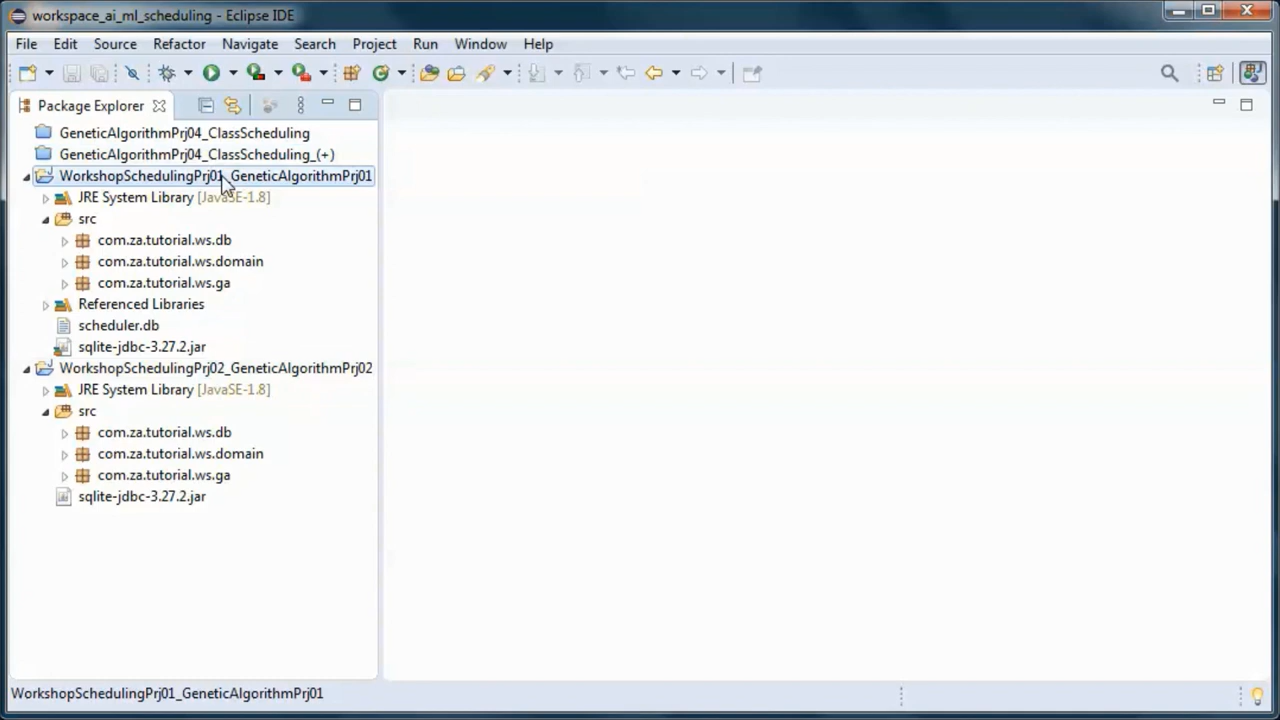 workspace_ai_ml_scheduling - Eclipse IDE
File Edit Source Refactor Navigate Search Project Run Window Help
Package Explorer
GeneticAlgorithmPrj04_ClassScheduling
GeneticAlgorithmPrj04_ClassScheduling_(+)
WorkshopSchedulingPrj01_GeneticAlgorithmPrj01
JRE System Library [JavaSE-1.8]
src
com.za.tutorial.ws.db
com.za.tutorial.ws.domain
com.za.tutorial.ws.ga
Referenced Libraries
scheduler.db
sqlite-jdbc-3.27.2.jar
WorkshopSchedulingPrj02_GeneticAlgorithmPrj02
JRE System Library [JavaSE-1.8]
src
com.za.tutorial.ws.db
com.za.tutorial.ws.domain
com.za.tutorial.ws.ga
sqlite-jdbc-3.27.2.jar
WorkshopSchedulingPrj01_GeneticAlgorithmPrj01